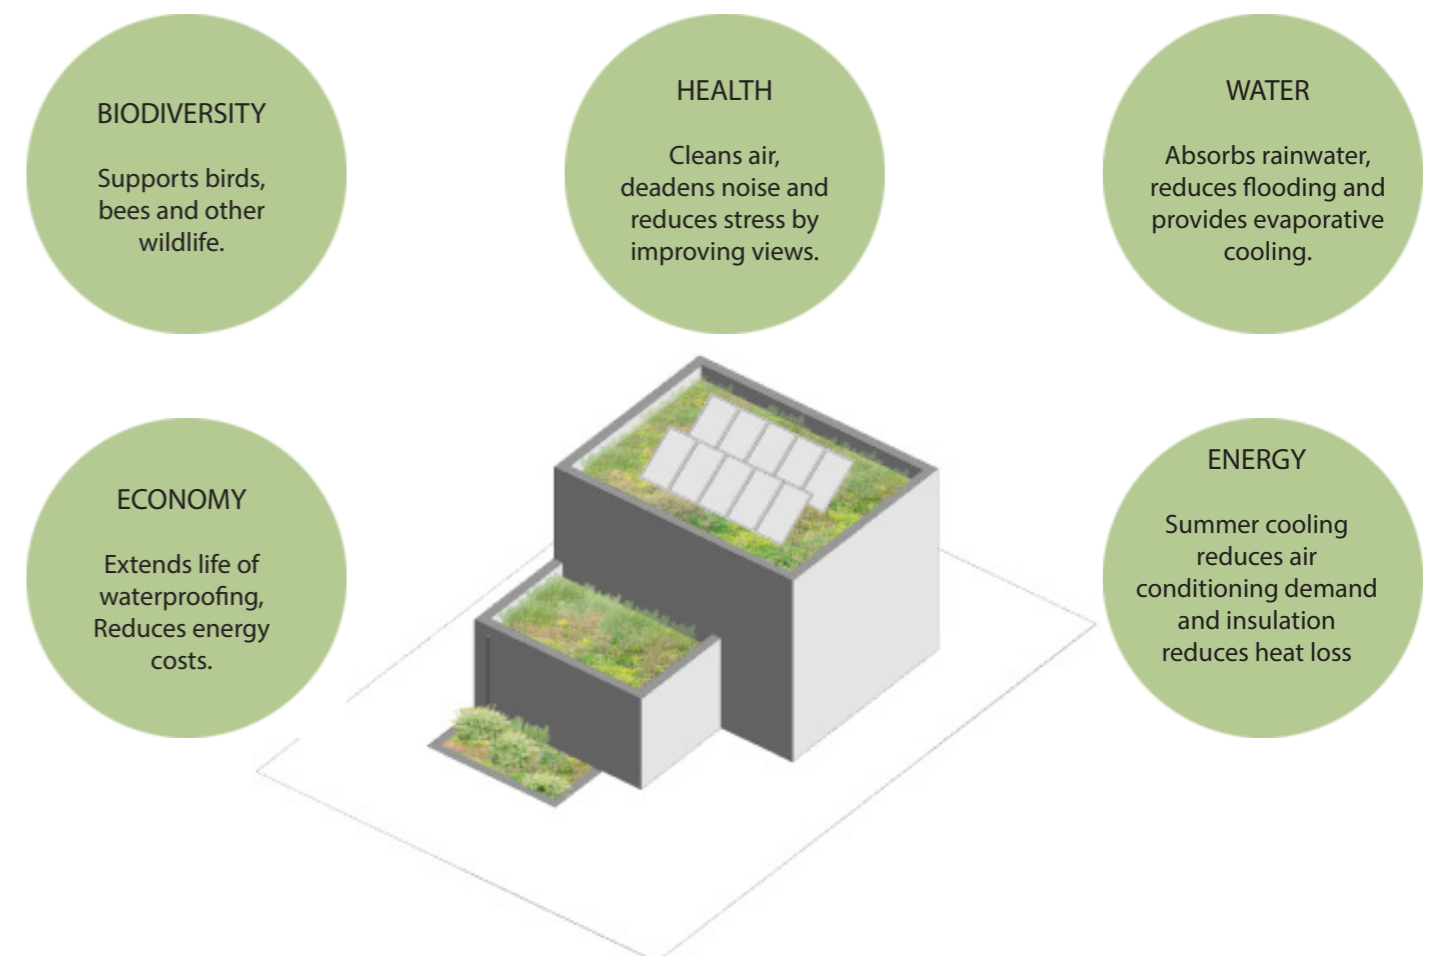 BIODIVERSITY
Supports birds,
bees and other
wildlife.
HEALTH
Cleans air,
deadens noise and
reduces stress by
improving views.
WATER
Absorbs rainwater,
reduces flooding and
provides evaporative
cooling.
ECONOMY
Extends life of
waterproofing,
Reduces energy
costs.
ENERGY
Summer cooling
reduces air
conditioning demand
and insulation
reduces heat loss